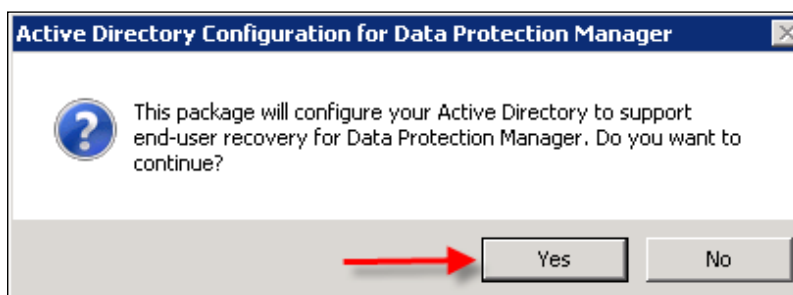 Active Directory Configuration for Data Protection Manager
This package will configure your Active Directory to support
end-user recovery for Data Protection Manager. Do you want to
continue?
Yes
No